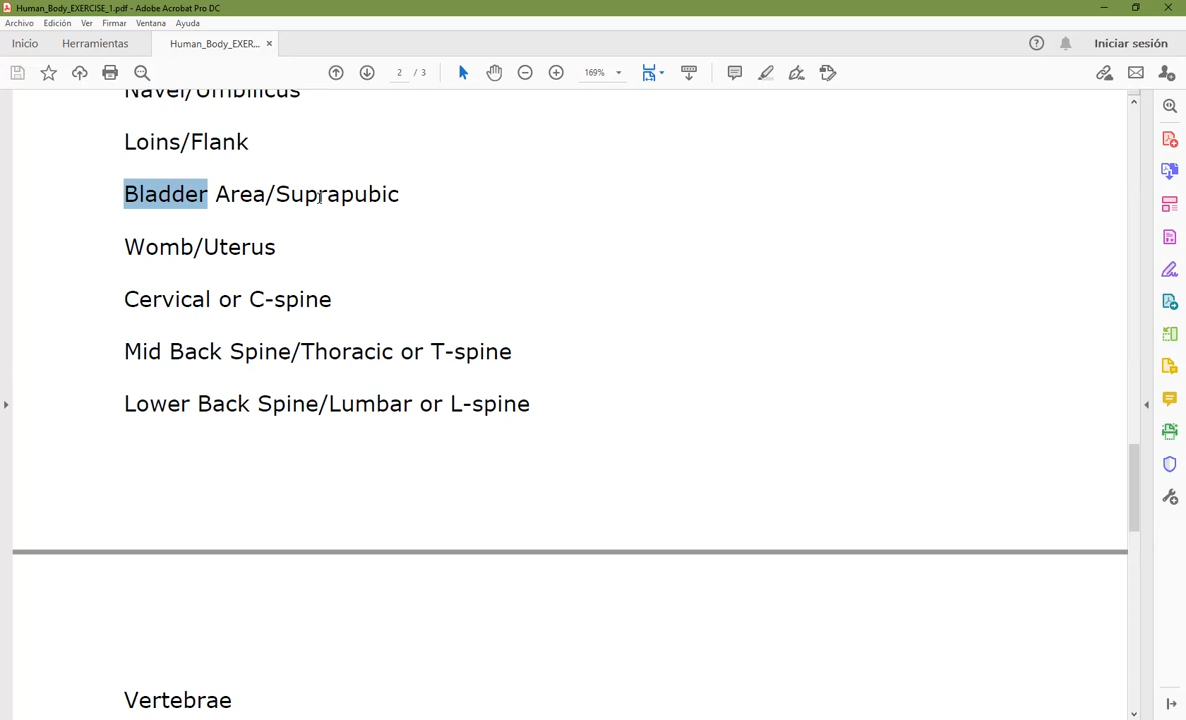 Human_Body_EXERCISE_1.pdf - Adobe Acrobat Pro DC
Archivo Edición Ver Firmar Ventana Ayuda
Inicio Herramientas Human_Body_EXER... × Iniciar sesión
2 / 3 169%
Navel/Umbilicus
Loins/Flank
Bladder Area/Suprapubic
Womb/Uterus
Cervical or C-spine
Mid Back Spine/Thoracic or T-spine
Lower Back Spine/Lumbar or L-spine
Vertebrae